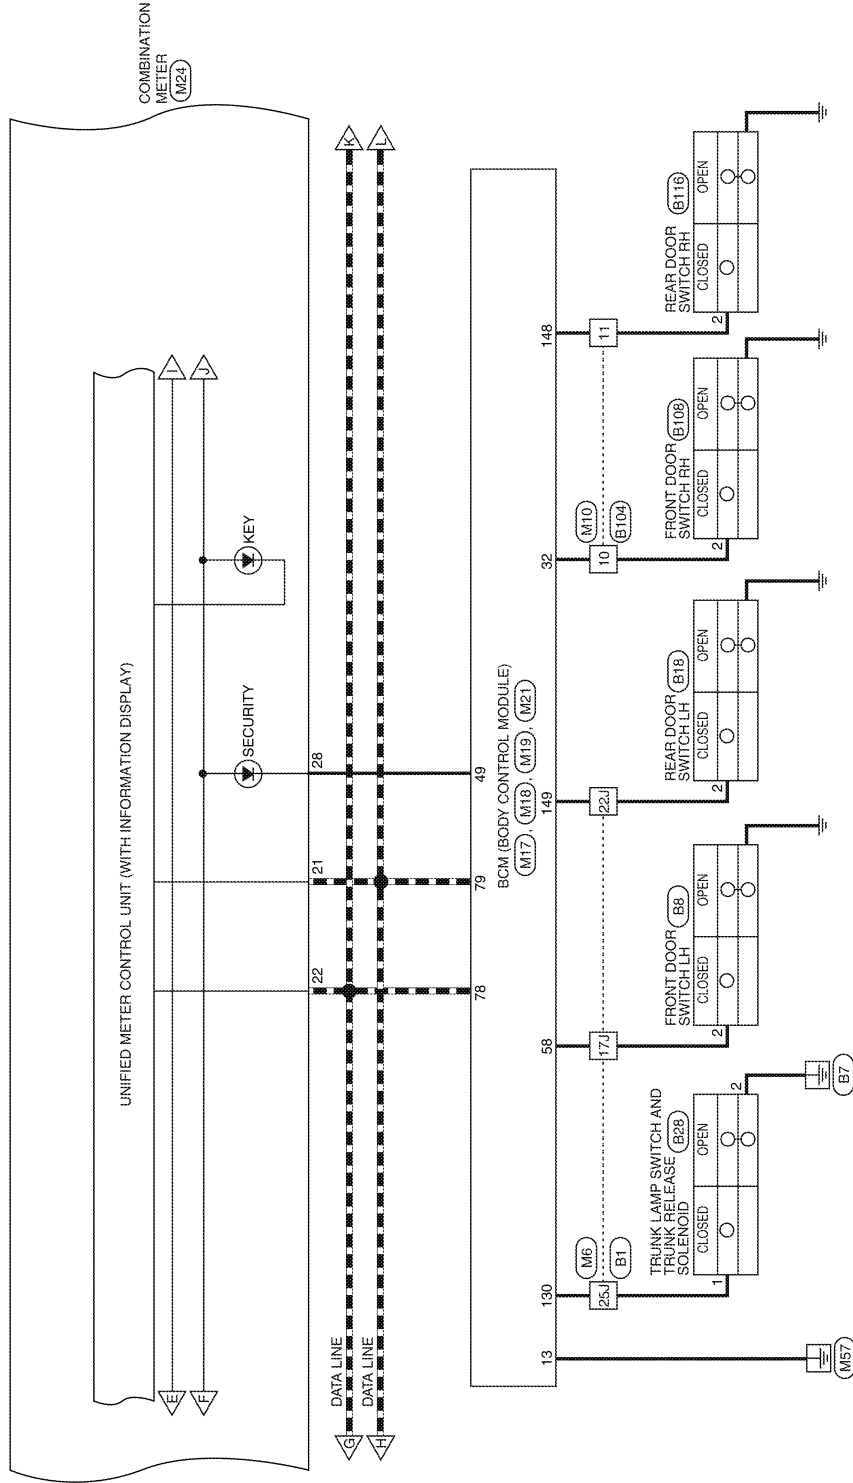 COMBINATION
METER
M24
UNIFIED METER CONTROL UNIT (WITH INFORMATION DISPLAY)
E
I
F
J
SECURITY
KEY
22
21
28
DATA LINE
G
K
DATA LINE
H
L
78
79
49
BCM (BODY CONTROL MODULE)
M17, M18, M19, M21
13
130
58
149
32
148
M6
M10
25J
17J
22J
10
11
B1
B104
TRUNK LAMP SWITCH AND
TRUNK RELEASE
SOLENOID
B28
CLOSED
OPEN
1
2
FRONT DOOR
SWITCH LH
B8
CLOSED
OPEN
2
REAR DOOR
SWITCH LH
B18
CLOSED
OPEN
2
FRONT DOOR
SWITCH RH
B108
CLOSED
OPEN
2
REAR DOOR
SWITCH RH
B116
CLOSED
OPEN
2
M57
B7